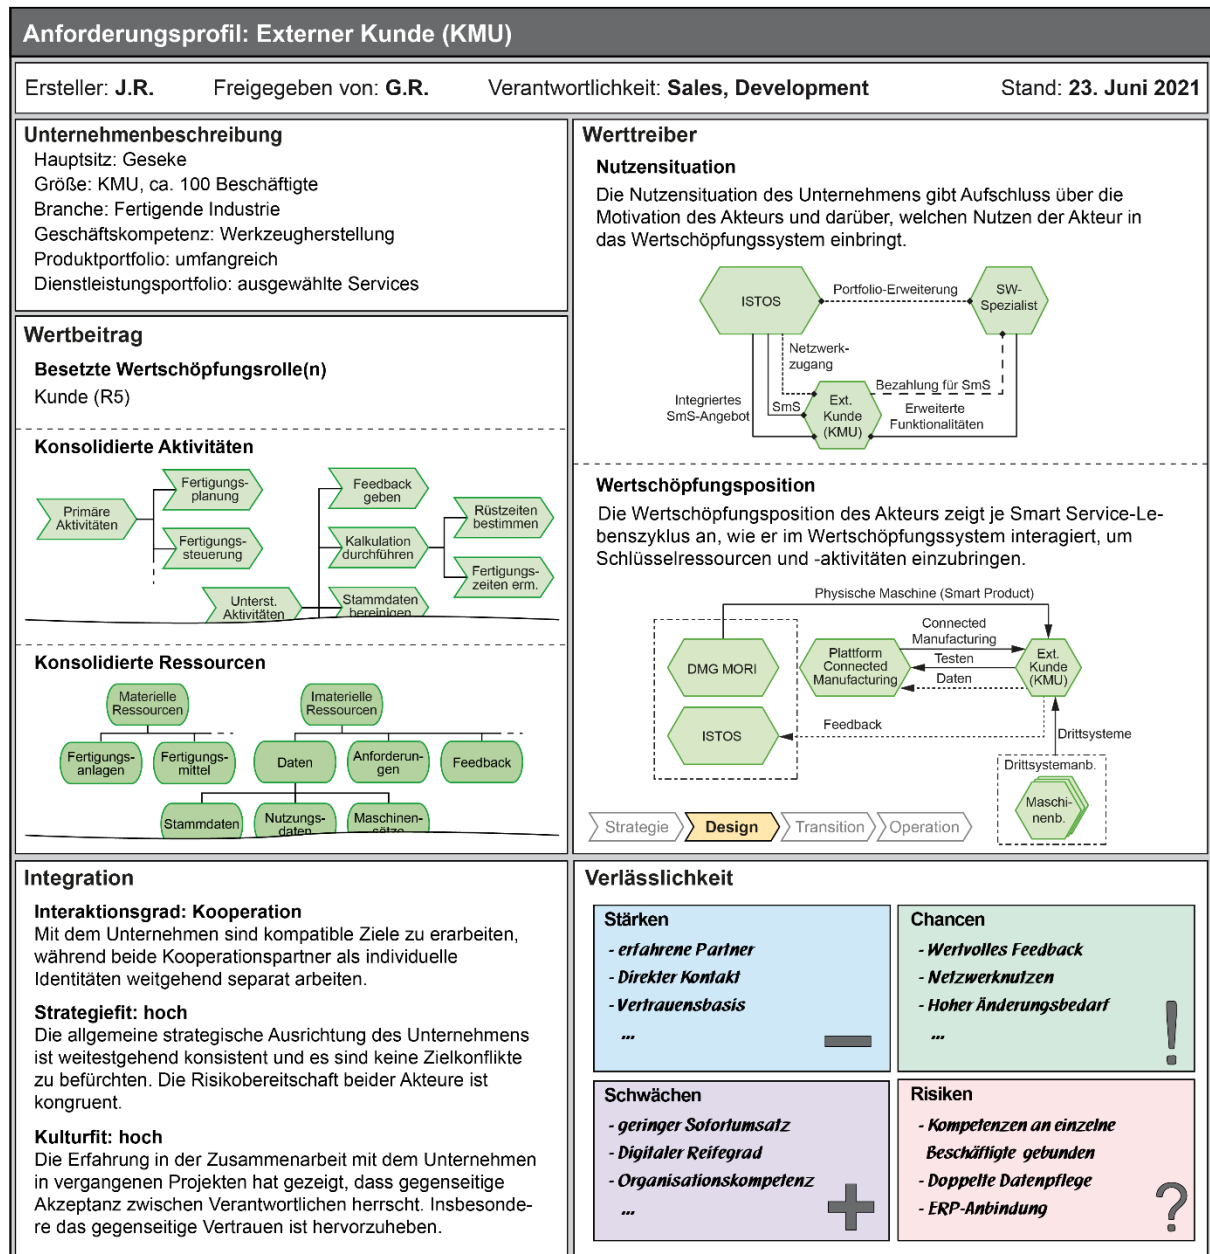 Anforderungsprofil: Externer Kunde (KMU)
Ersteller: J.R. Freigegeben von: G.R. Verantwortlichkeit: Sales, Development Stand: 23. Juni 2021
Unternehmenbeschreibung
Hauptsitz: Geseke
Größe: KMU, ca. 100 Beschäftigte
Branche: Fertigende Industrie
Geschäftskompetenz: Werkzeugherstellung
Produktportfolio: umfangreich
Dienstleistungsportfolio: ausgewählte Services
Wertbeitrag
Besetzte Wertschöpfungsrolle(n)
Kunde (R5)
Konsolidierte Aktivitäten
Primäre
Aktivitäten
Fertigungs-
planung
Fertigungs-
steuerung
Unterst.
Aktivitäten
Feedback
geben
Kalkulation
durchführen
Stammdaten
bereinigen
Rüstzeiten
bestimmen
Fertigungs-
zeiten erm.
Konsolidierte Ressourcen
Materielle
Ressourcen
Imaterielle
Ressourcen
Fertigungs-
anlagen
Fertigungs-
mittel
Daten
Anforderun-
gen
Feedback
Stammdaten
Nutzungs-
daten
Maschinen-
sätze
Werttreiber
Nutzensituation
Die Nutzensituation des Unternehmens gibt Aufschluss über die
Motivation des Akteurs und darüber, welchen Nutzen der Akteur in
das Wertschöpfungssystem einbringt.
ISTOS
Portfolio-Erweiterung
SW-
Spezialist
Netzwerk-
zugang
Integriertes
SmS-Angebot
SmS
Ext.
Kunde
(KMU)
Bezahlung für SmS
Erweiterte
Funktionalitäten
Wertschöpfungsposition
Die Wertschöpfungsposition des Akteurs zeigt je Smart Service-Le-
benszyklus an, wie er im Wertschöpfungssystem interagiert, um
Schlüsselressourcen und -aktivitäten einzubringen.
Physische Maschine (Smart Product)
DMG MORI
ISTOS
Plattform
Connected
Manufacturing
Connected
Manufacturing
Testen
Daten
Ext.
Kunde
(KMU)
Feedback
Drittsysteme
Drittsystemanb.
Maschi-
nenb.
Strategie Design Transition Operation
Integration
Interaktionsgrad: Kooperation
Mit dem Unternehmen sind kompatible Ziele zu erarbeiten,
während beide Kooperationspartner als individuelle
Identitäten weitgehend separat arbeiten.
Strategiefit: hoch
Die allgemeine strategische Ausrichtung des Unternehmens
ist weitestgehend konsistent und es sind keine Zielkonflikte
zu befürchten. Die Risikobereitschaft beider Akteure ist
kongruent.
Kulturfit: hoch
Die Erfahrung in der Zusammenarbeit mit dem Unternehmen
in vergangenen Projekten hat gezeigt, dass gegenseitige
Akzeptanz zwischen Verantwortlichen herrscht. Insbesonde-
re das gegenseitige Vertrauen ist hervorzuheben.
Verlässlichkeit
Stärken
- erfahrene Partner
- Direkter Kontakt
- Vertrauensbasis
...
Chancen
- Wertvolles Feedback
- Netzwerknutzen
- Hoher Änderungsbedarf
...
!
Schwächen
- geringer Sofortumsatz
- Digitaler Reifegrad
- Organisationskompetenz
...
Risiken
- Kompetenzen an einzelne
Beschäftigte gebunden
- Doppelte Datenpflege
- ERP-Anbindung
?